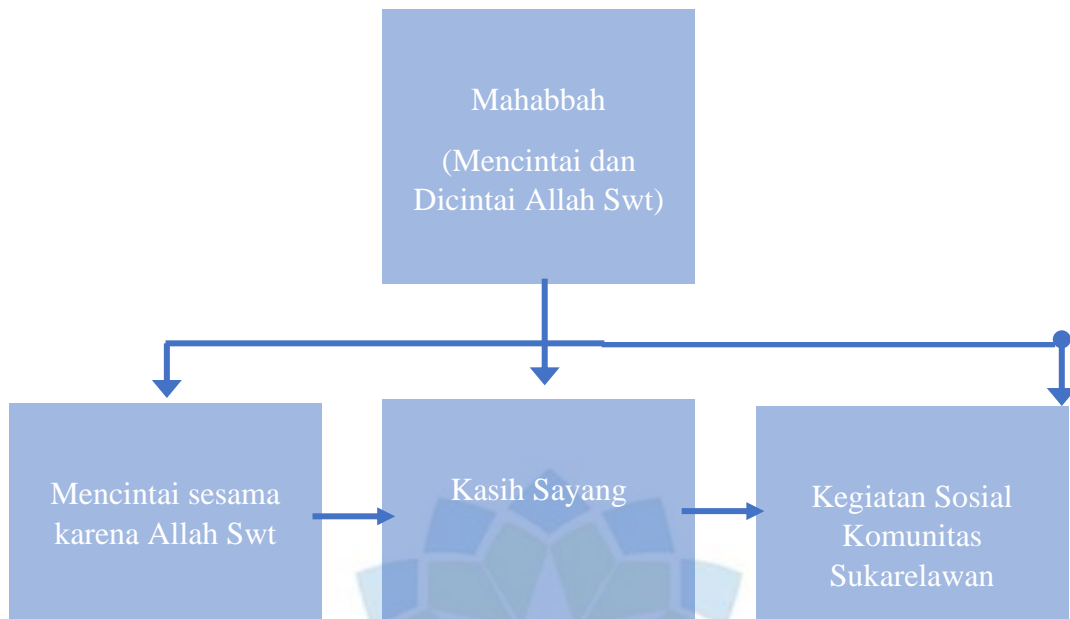 Mahabbah
(Mencintai dan
Dicintai Allah Swt)
Mencintai sesama
karena Allah Swt
Kasih Sayang
Kegiatan Sosial
Komunitas
Sukarelawan